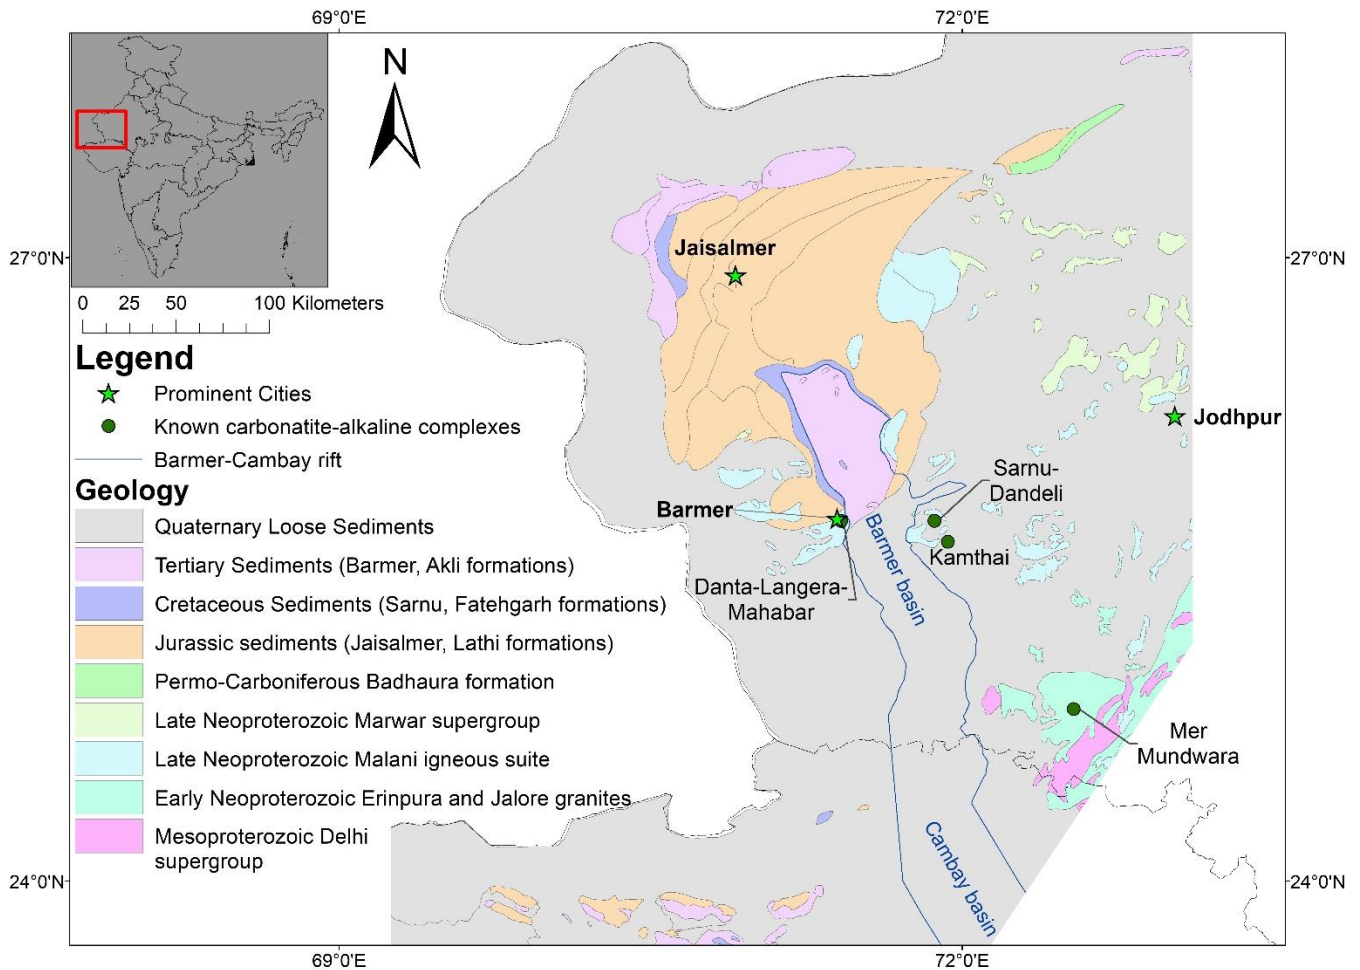 69°0'E
72°0'E
N
27°0'N
27°0'N
0 25 50 100 Kilometers
Jaisalmer
Legend
Prominent Cities
Known carbonatite-alkaline complexes
Barmer-Cambay rift
Jodhpur
Geology
Sarnu-
Dandeli
Barmer
Kamthai
Barmer basin
Danta-Langera-
Mahabar
Quaternary Loose Sediments
Tertiary Sediments (Barmer, Akli formations)
Cretaceous Sediments (Sarnu, Fatehgarh formations)
Jurassic sediments (Jaisalmer, Lathi formations)
Permo-Carboniferous Badhaura formation
Late Neoproterozoic Marwar supergroup
Late Neoproterozoic Malani igneous suite
Early Neoproterozoic Erinpura and Jalore granites
Mesoproterozoic Delhi
supergroup
Mer
Mundwara
Cambay basin
24°0'N
24°0'N
69°0'E
72°0'E